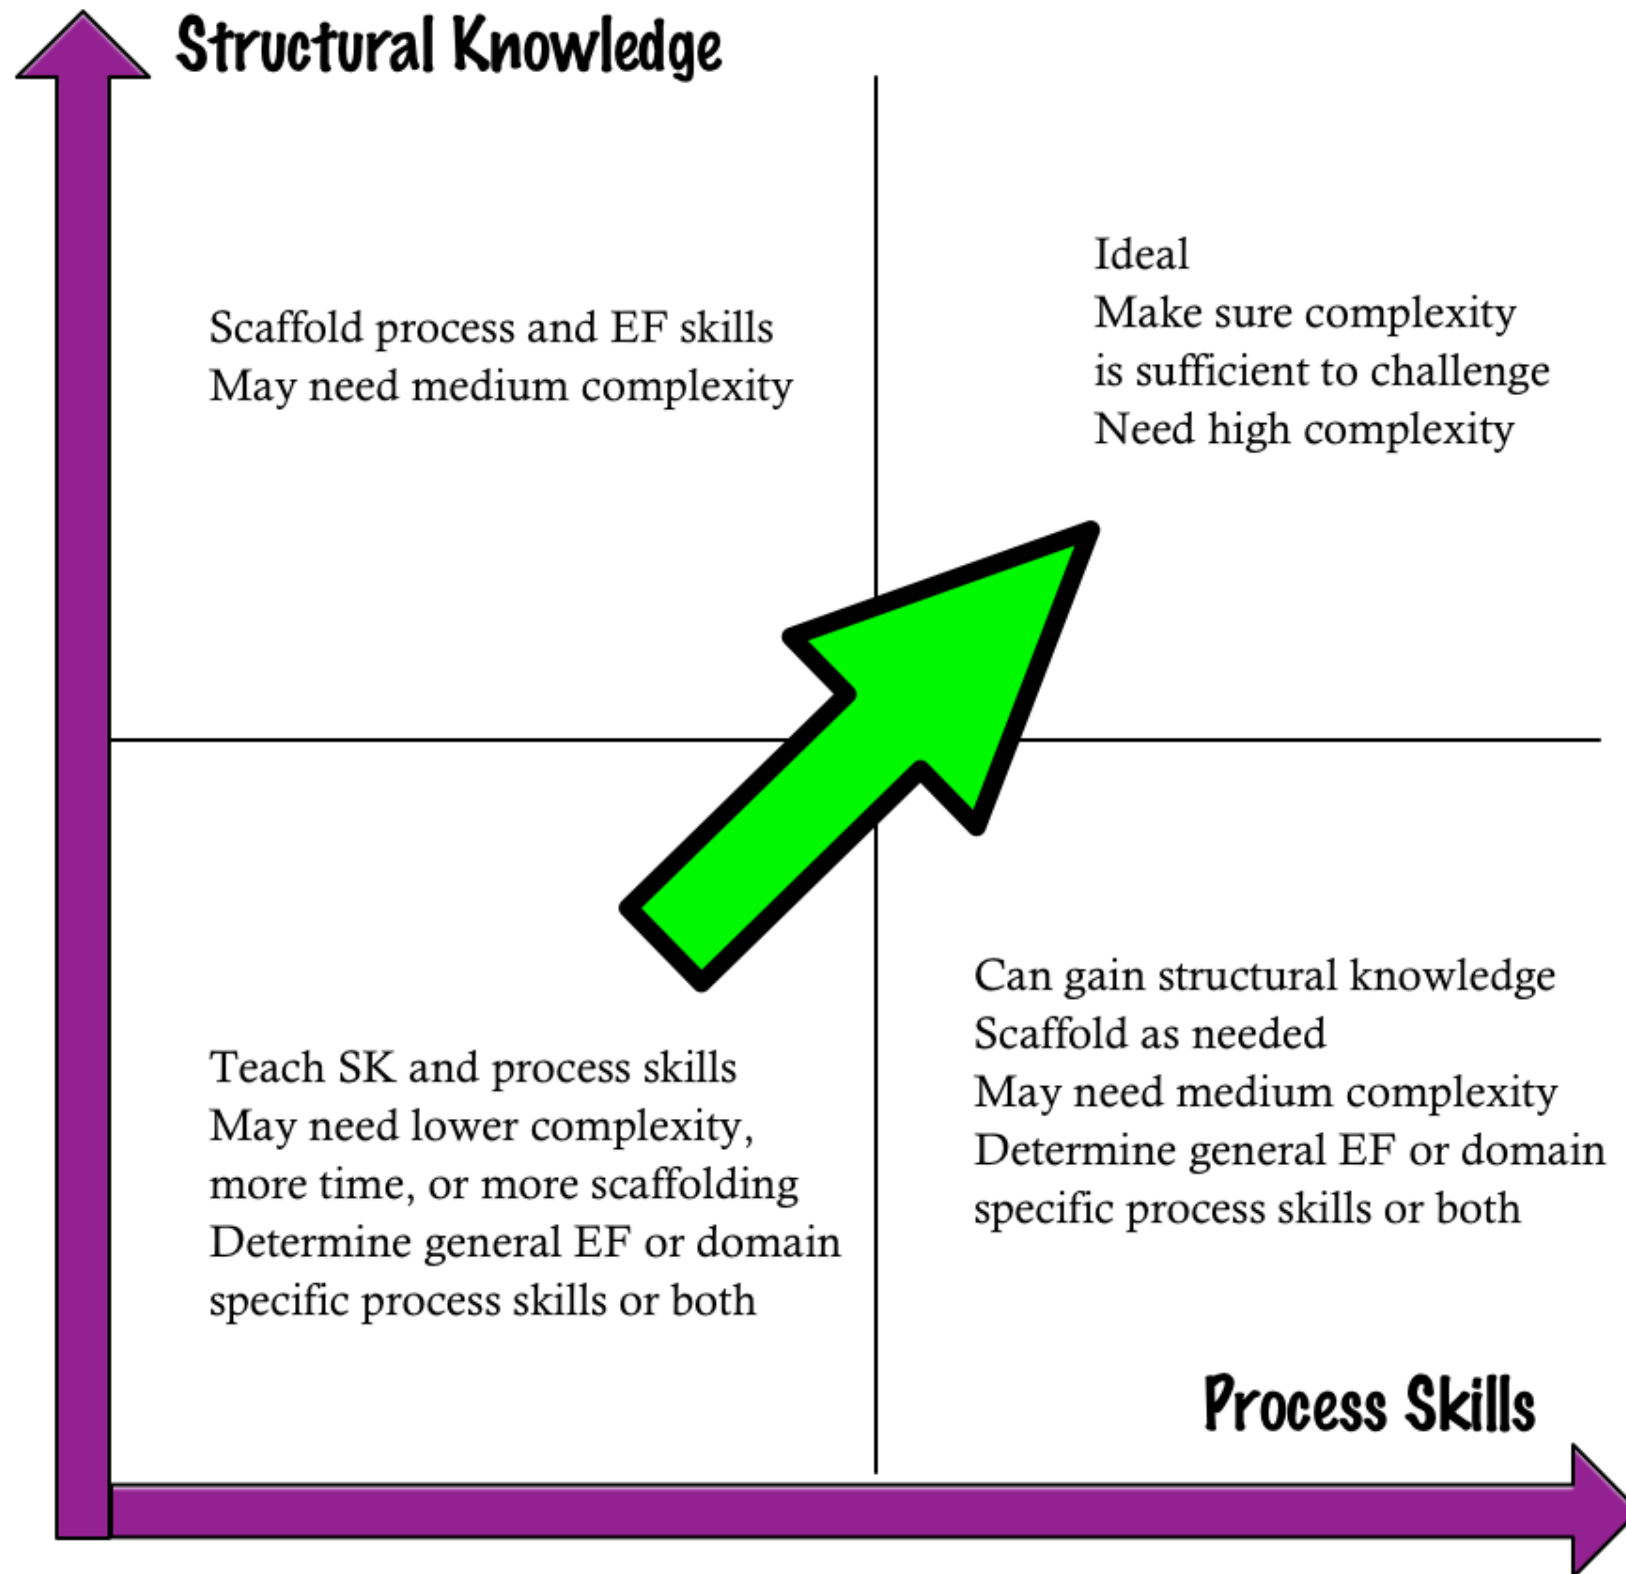 Structural Knowledge
Scaffold process and EF skills
May need medium complexity
Ideal
Make sure complexity
is sufficient to challenge
Need high complexity
Teach SK and process skills
May need lower complexity,
more time, or more scaffolding
Determine general EF or domain
specific process skills or both
Can gain structural knowledge
Scaffold as needed
May need medium complexity
Determine general EF or domain
specific process skills or both
Process Skills